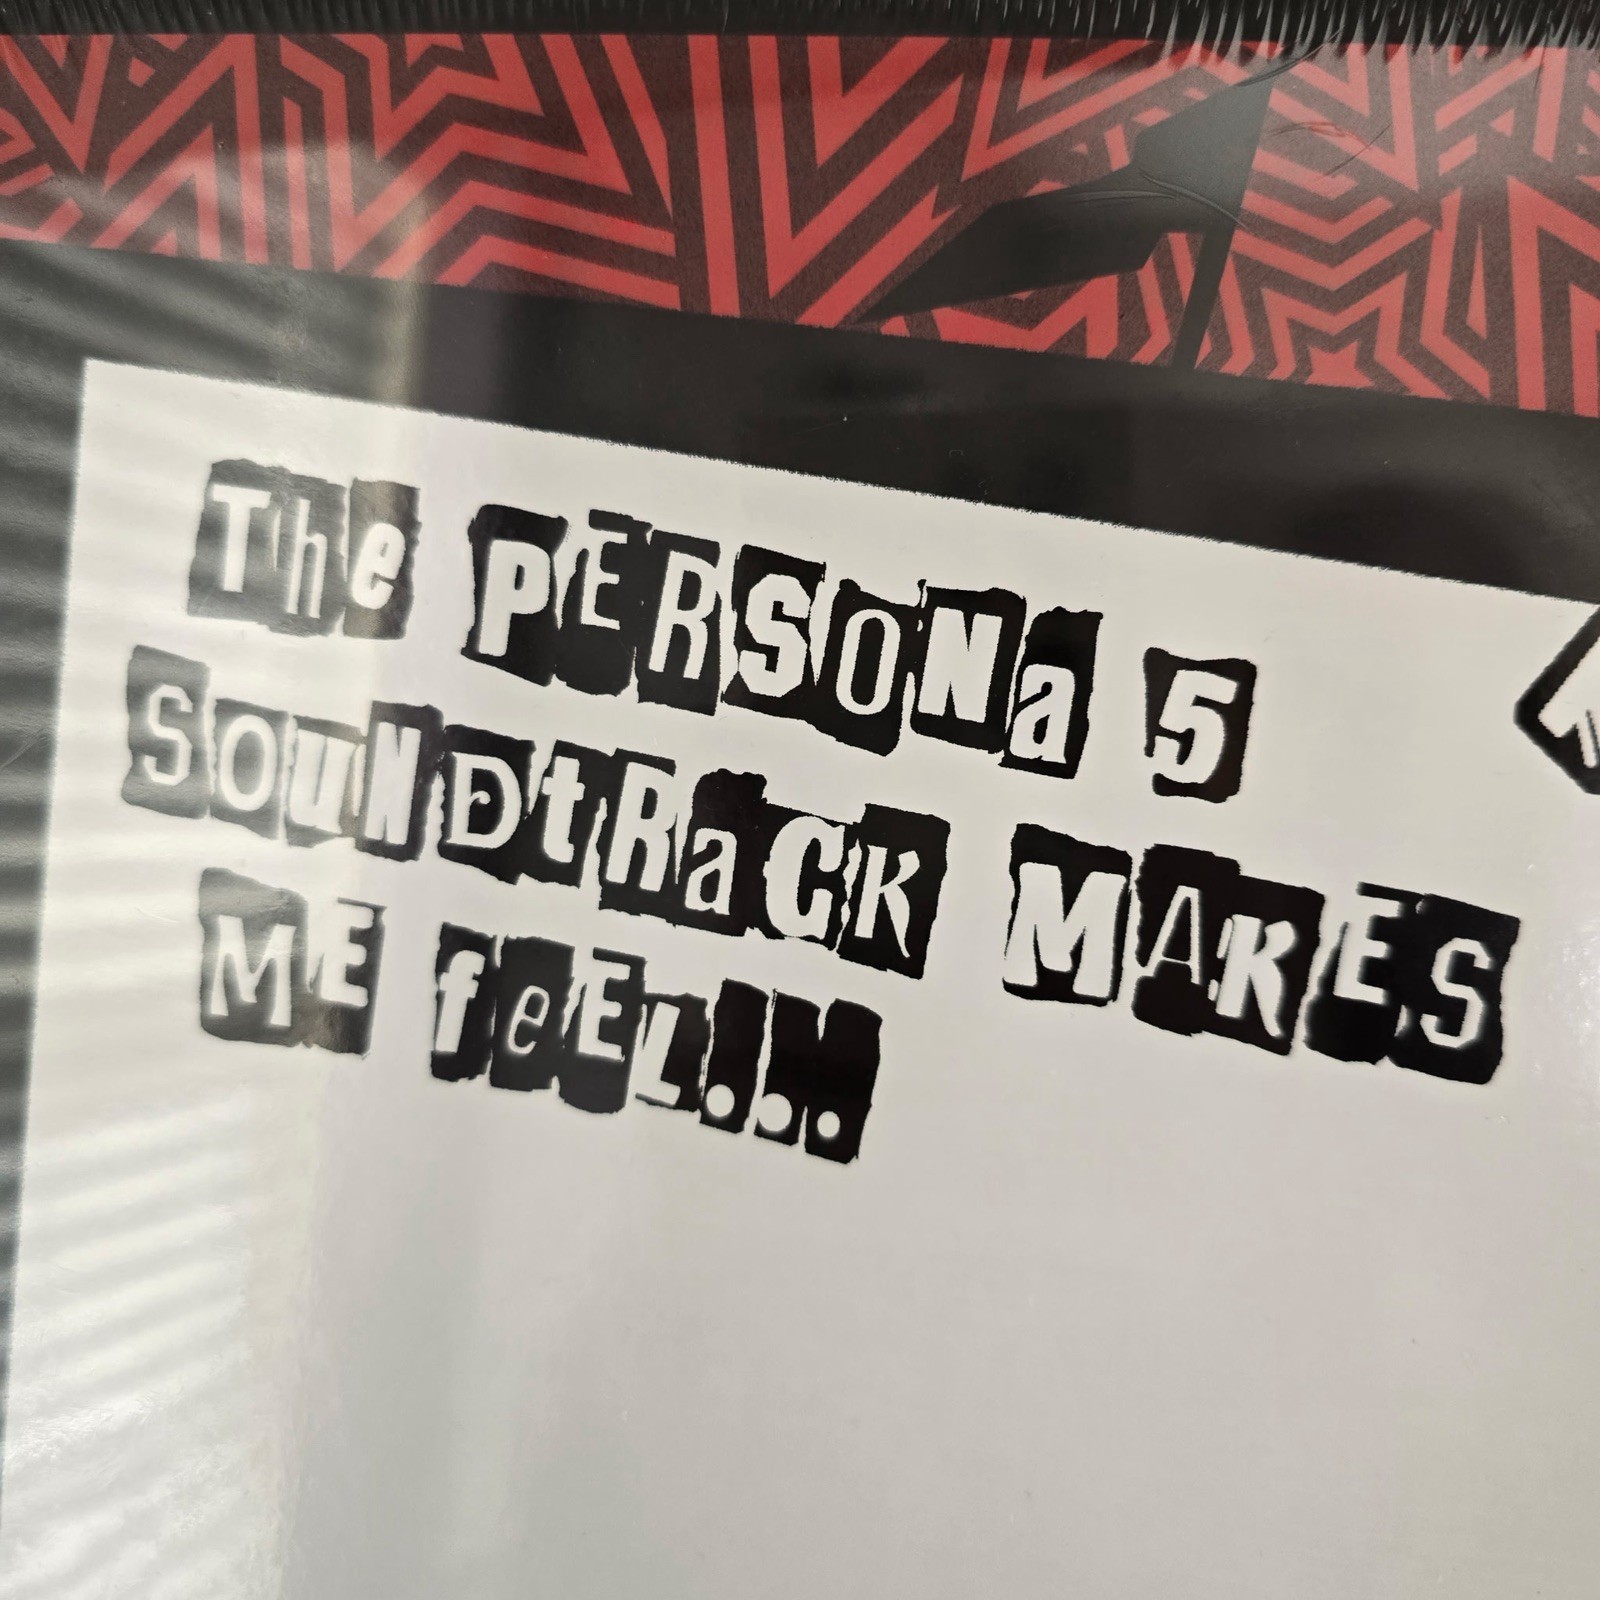 The PERSONa 5
SOuNDtRaCK MAKES
ME feEL...